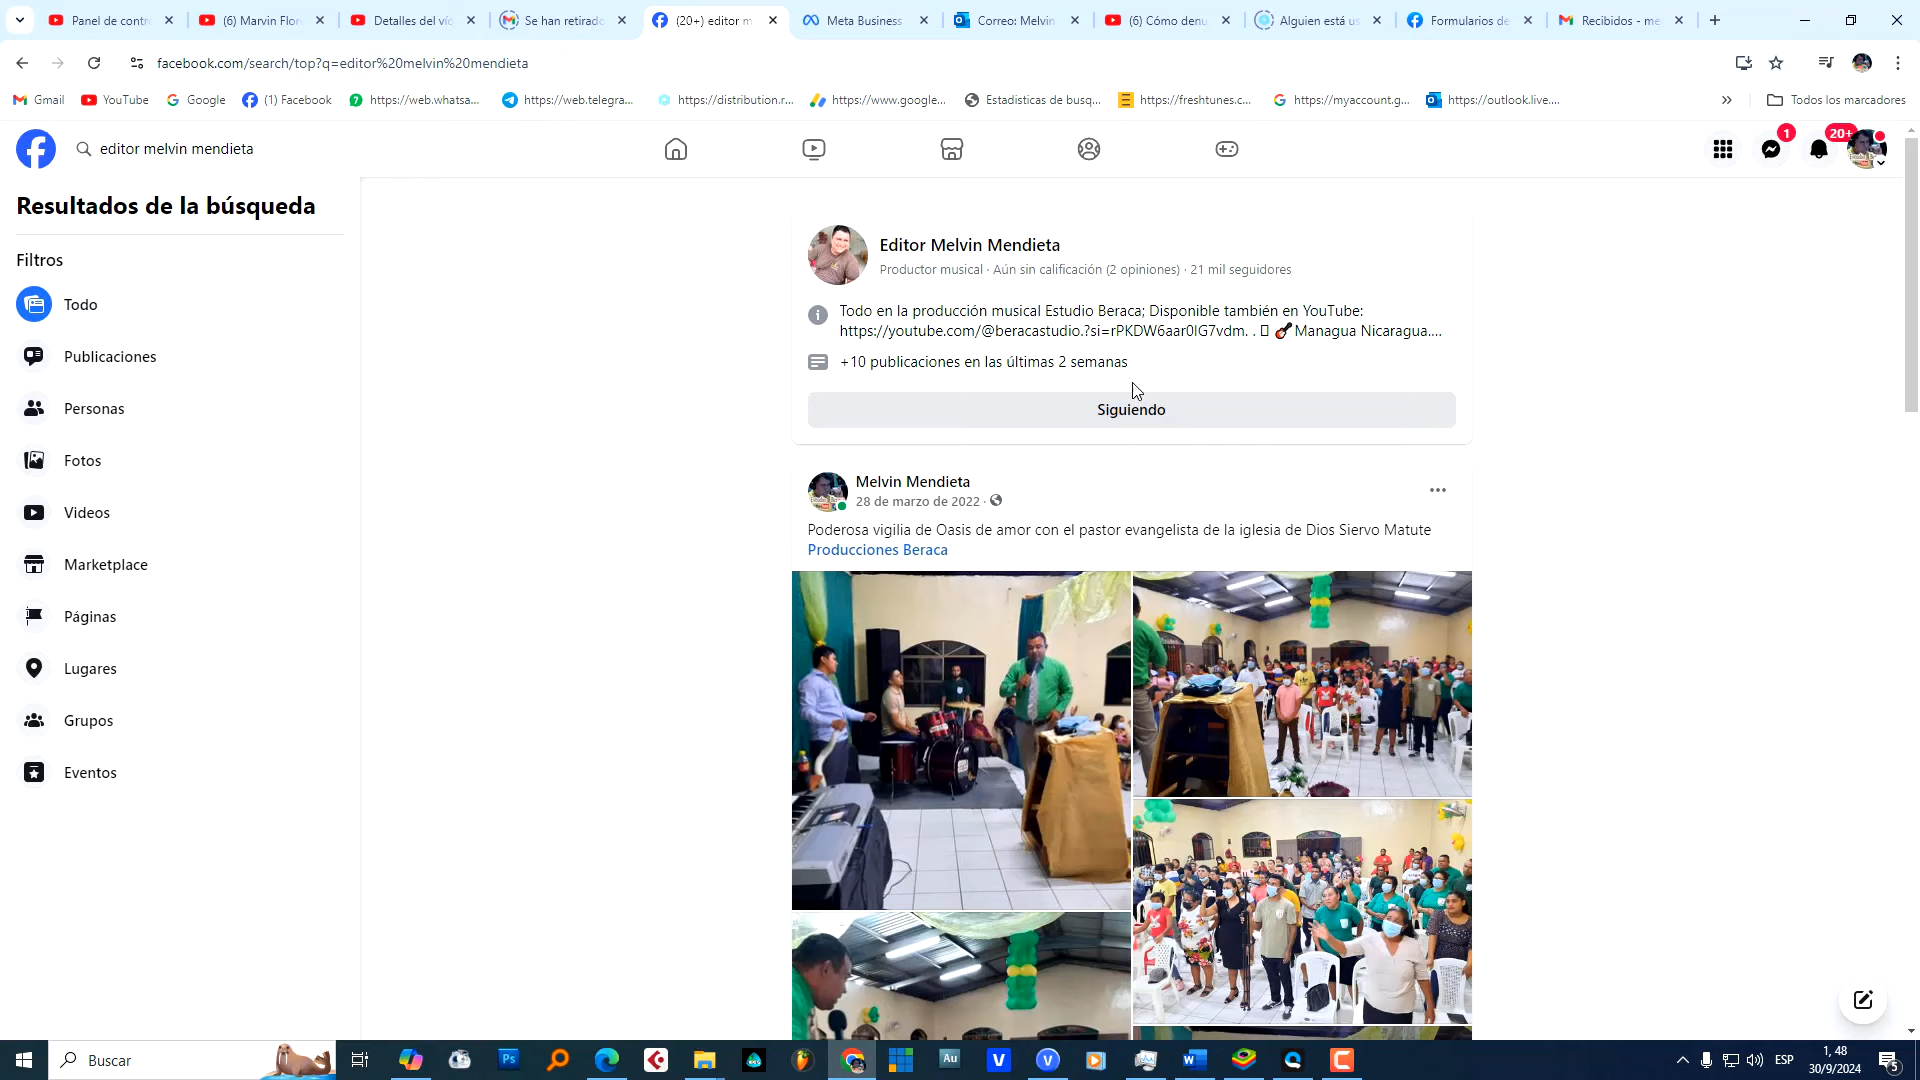 Panel de contr
(6) Marvin Flor
Detalles del víc
Se han retirado
(20+) editor m
Meta Business
Correo: Melvin
(6) Cómo denu
Alguien está us
Formularios de
Recibidos - me
facebook.com/search/top?q=editor%20melvin%20mendieta
Gmail
YouTube
Google
(1) Facebook
https://web.whatsa...
https://web.telegra...
https://distribution.r...
https://www.google...
Estadisticas de busq...
https://freshtunes.c...
https://myaccount.g...
https://outlook.live....
Todos los marcadores
editor melvin mendieta
1
20+
Resultados de la búsqueda
Filtros
Todo
Publicaciones
Personas
Fotos
Videos
Marketplace
Páginas
Lugares
Grupos
Eventos
Editor Melvin Mendieta
Productor musical · Aún sin calificación (2 opiniones) · 21 mil seguidores
Todo en la producción musical Estudio Beraca; Disponible también en YouTube:
https://youtube.com/@beracastudio.?si=rPKDW6aar0IG7vdm. . Managua Nicaragua....
+10 publicaciones en las últimas 2 semanas
Siguiendo
Melvin Mendieta
28 de marzo de 2022 ·
Poderosa vigilia de Oasis de amor con el pastor evangelista de la iglesia de Dios Siervo Matute
Producciones Beraca
Buscar
Ps
Au
V
V
W
Q
C
ESP
1, 48
30/9/2024
5